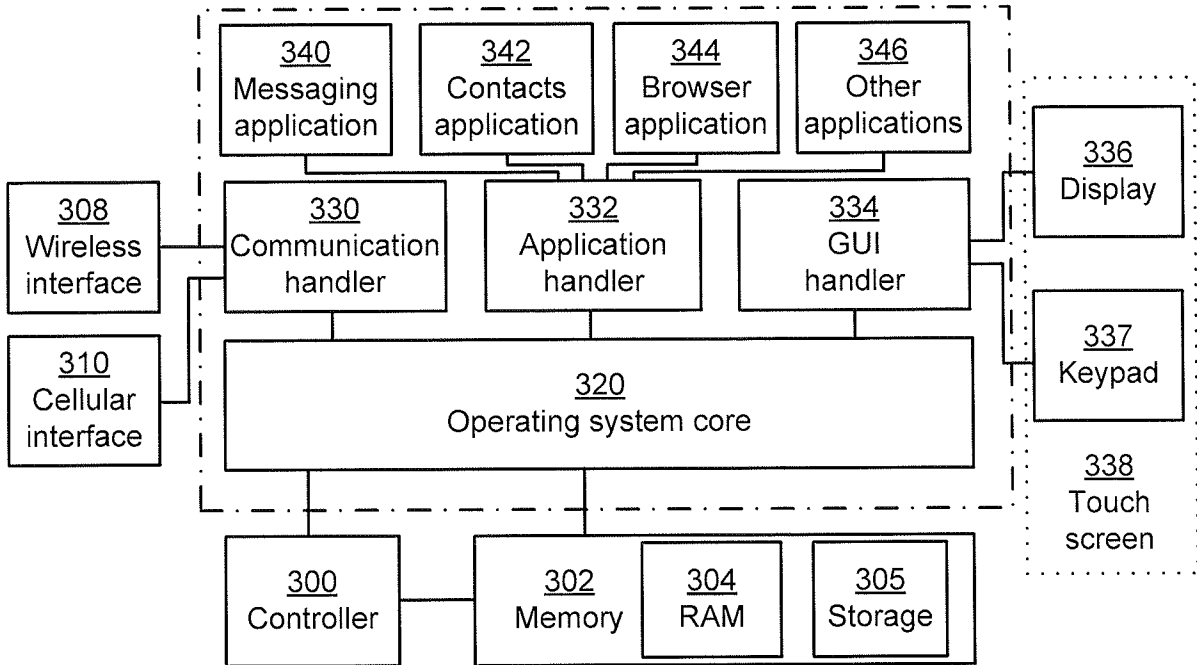 340
Messaging
application
342
Contacts
application
344
Browser
application
346
Other
applications
308
Wireless
interface
330
Communication
handler
332
Application
handler
334
GUI
handler
336
Display
310
Cellular
interface
320
Operating system core
337
Keypad
338
Touch
screen
300
Controller
302
Memory
304
RAM
305
Storage